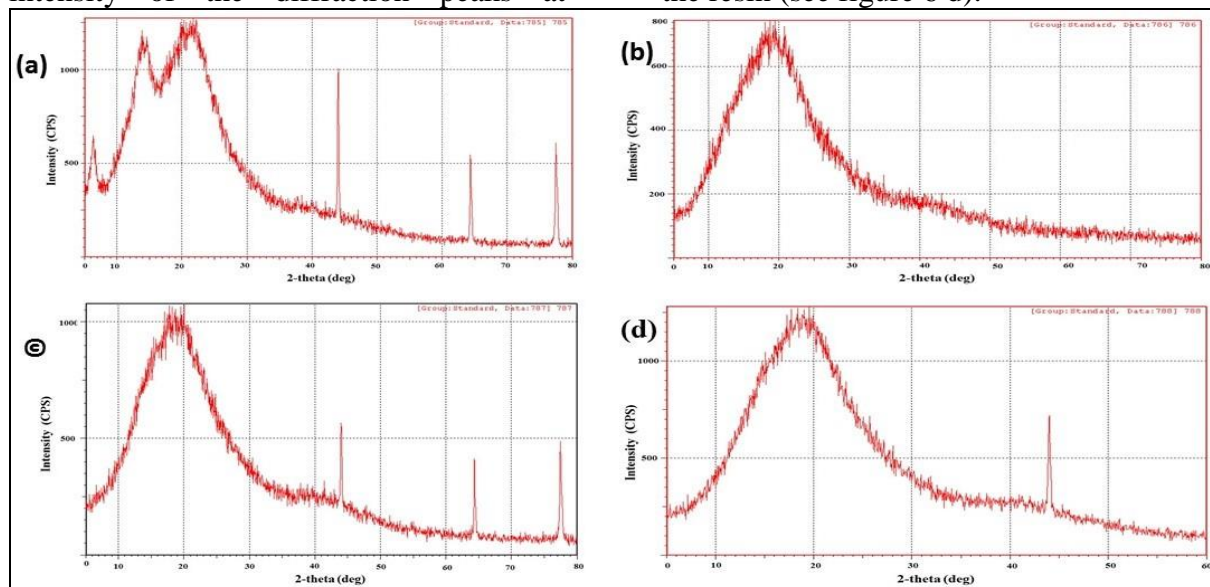 intensity of the diffraction peaks at
the resin (see figure 6 d).
[Group:Standard, Data:785] 785
(a)
1000
500
Intensity (CPS)
0 10 20 30 40 50 60 70 80
2-theta (deg)
[Group:Standard, Data:786] 786
(b)
800
600
400
200
Intensity (CPS)
0 10 20 30 40 50 60 70 80
2-theta (deg)
[Group:Standard, Data:787] 787
©
1000
500
Intensity (CPS)
0 10 20 30 40 50 60 70 80
2-theta (deg)
[Group:Standard, Data:788] 788
(d)
1000
500
Intensity (CPS)
0 10 20 30 40 50 60
2-theta (deg)